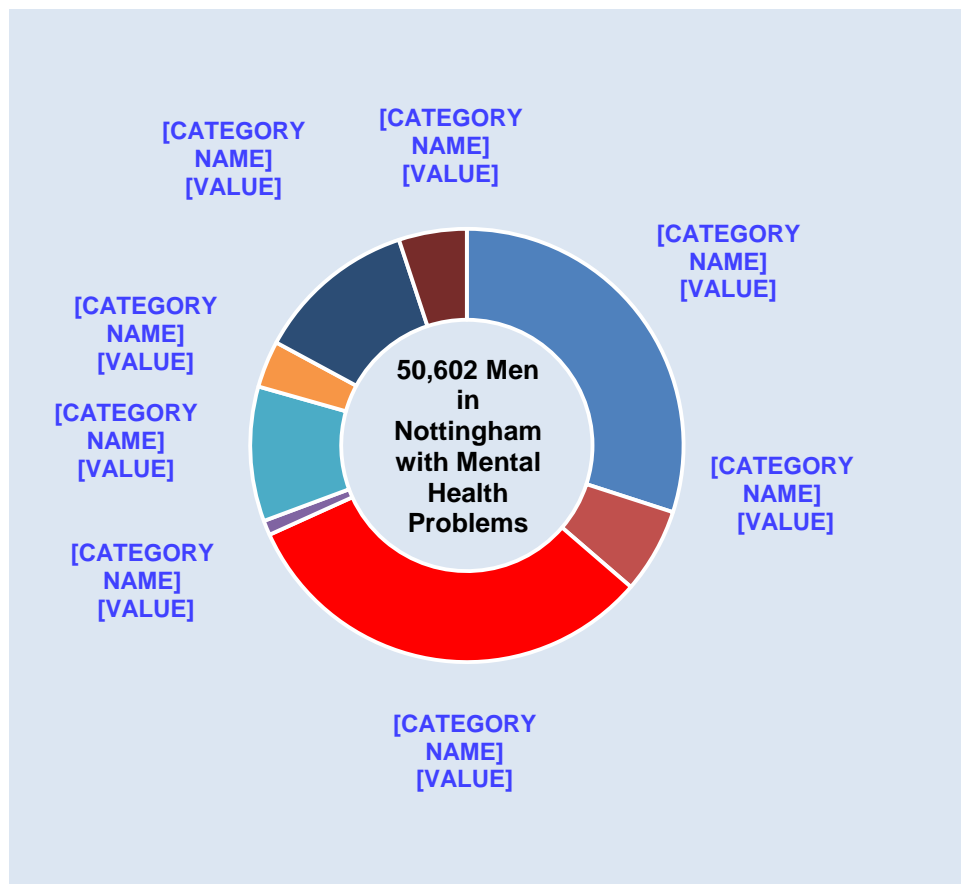 [CATEGORY
NAME]
[VALUE]
[CATEGORY
NAME]
[VALUE]
[CATEGORY
NAME]
[VALUE]
[CATEGORY
NAME]
[VALUE]
50,602 Men
in
Nottingham
with Mental
Health
Problems
[CATEGORY
NAME]
[VALUE]
[CATEGORY
NAME]
[VALUE]
[CATEGORY
NAME]
[VALUE]
[CATEGORY
NAME]
[VALUE]